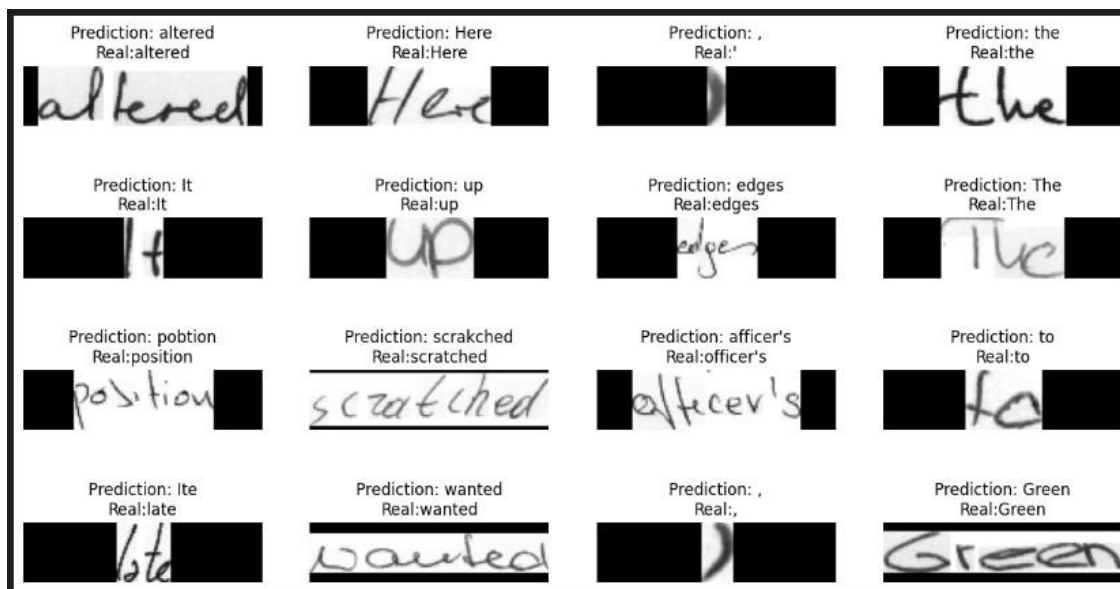 Prediction: altered
Real:altered
altered
Prediction: Here
Real:Here
Here
Prediction: ,
Real:'
)
Prediction: the
Real:the
the
Prediction: It
Real:It
It
Prediction: up
Real:up
up
Prediction: edges
Real:edges
edges
Prediction: The
Real:The
The
Prediction: pobtion
Real:position
position
Prediction: scrakched
Real:scratched
scratched
Prediction: afficer's
Real:officer's
officer's
Prediction: to
Real:to
to
Prediction: Ite
Real:late
late
Prediction: wanted
Real:wanted
wanted
Prediction: ,
Real:,
,
Prediction: Green
Real:Green
Green